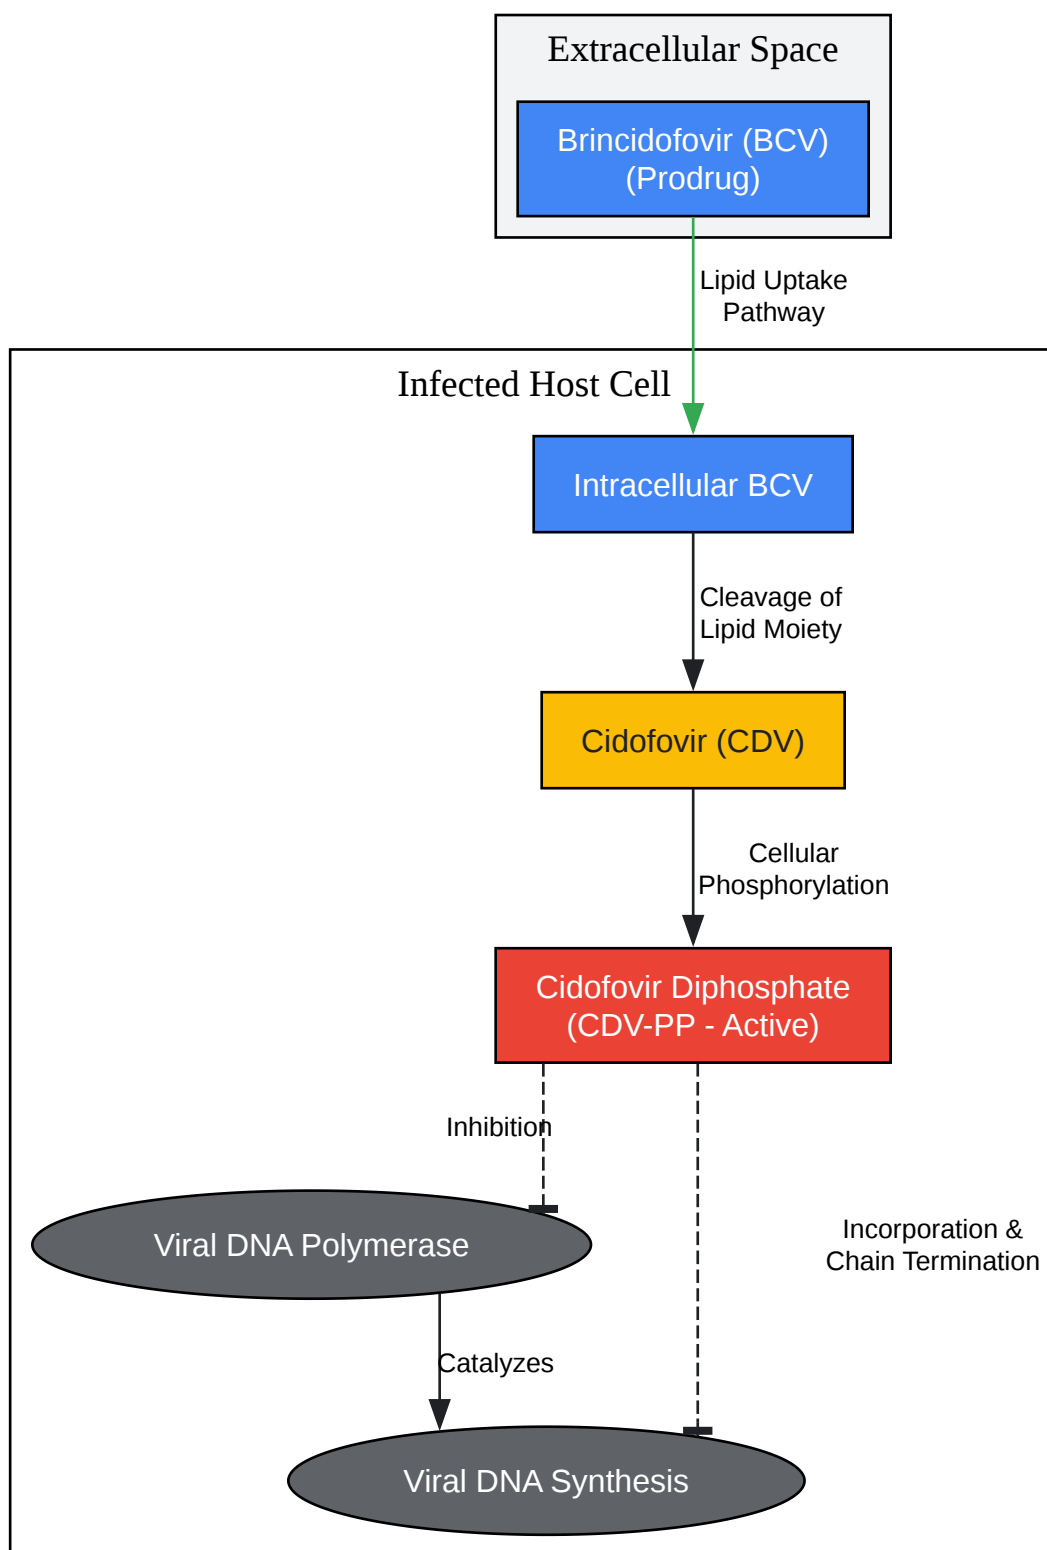 Extracellular Space
Brincidofovir (BCV)
(Prodrug)
Lipid Uptake
Pathway
Infected Host Cell
Intracellular BCV
Cleavage of
Lipid Moiety
Cidofovir (CDV)
Cellular
Phosphorylation
Cidofovir Diphosphate
(CDV-PP - Active)
Inhibition
Viral DNA Polymerase
Incorporation &
Chain Termination
Catalyzes
Viral DNA Synthesis